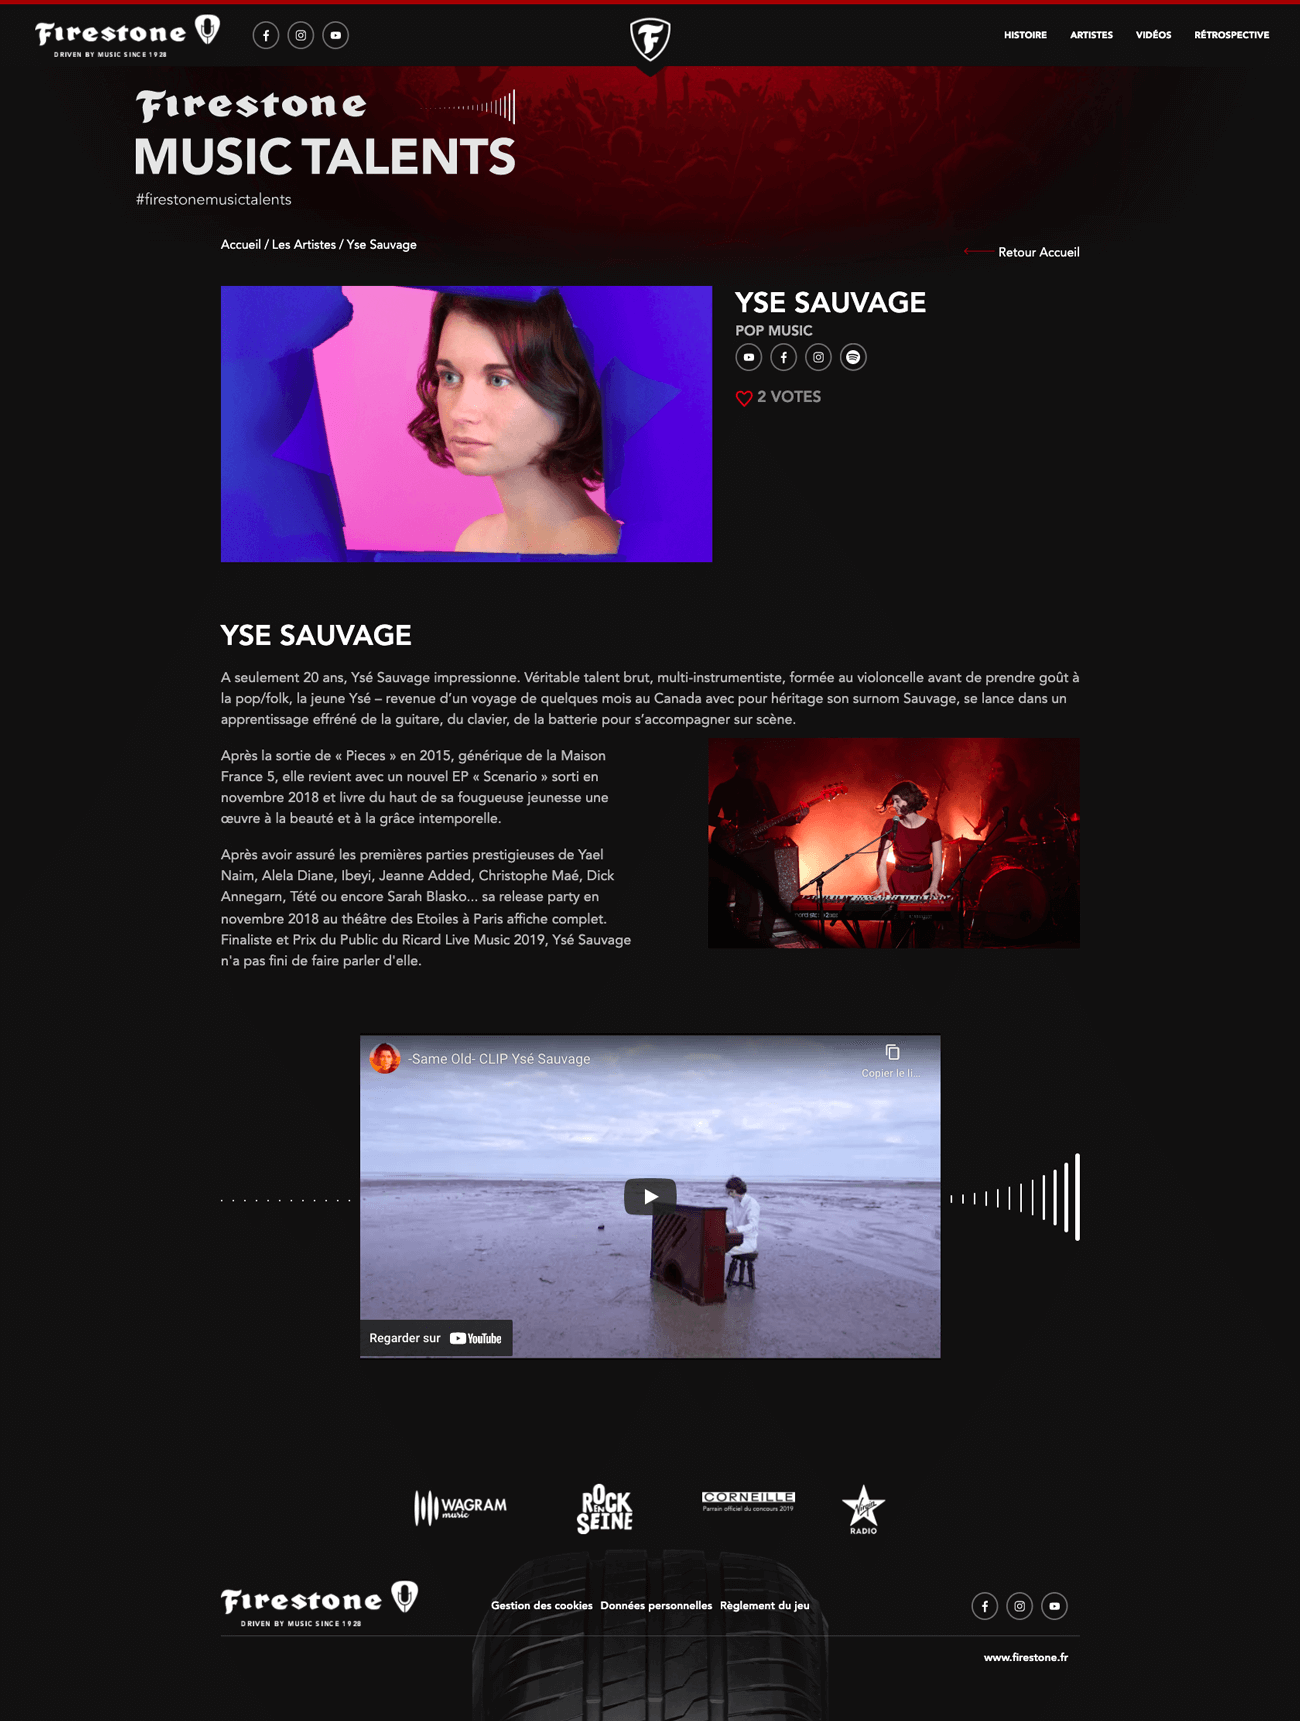 Firestone
DRIVEN BY MUSIC SINCE 1928
F
HISTOIRE
ARTISTES
VIDÉOS
RÉTROSPECTIVE
Firestone
MUSIC TALENTS
#firestonemusictalents
Accueil / Les Artistes / Yse Sauvage
Retour Accueil
YSE SAUVAGE
POP MUSIC
2 VOTES
YSE SAUVAGE
A seulement 20 ans, Ysé Sauvage impressionne. Véritable talent brut, multi-instrumentiste, formée au violoncelle avant de prendre goût à
la pop/folk, la jeune Ysé – revenue d’un voyage de quelques mois au Canada avec pour héritage son surnom Sauvage, se lance dans un
apprentissage effréné de la guitare, du clavier, de la batterie pour s’accompagner sur scène.
Après la sortie de « Pieces » en 2015, générique de la Maison
France 5, elle revient avec un nouvel EP « Scenario » sorti en
novembre 2018 et livre du haut de sa fougueuse jeunesse une
œuvre à la beauté et à la grâce intemporelle.
Après avoir assuré les premières parties prestigieuses de Yael
Naim, Alela Diane, Ibeyi, Jeanne Added, Christophe Maé, Dick
Annegarn, Tété ou encore Sarah Blasko... sa release party en
novembre 2018 au théâtre des Etoiles à Paris affiche complet.
Finaliste et Prix du Public du Ricard Live Music 2019, Ysé Sauvage
n'a pas fini de faire parler d'elle.
-Same Old- CLIP Ysé Sauvage
Copier le li...
Regarder sur YouTube
WAGRAM
music
ROCK
EN
SEINE
CORNEILLE
Parrain officiel du concours 2019
Virgin
RADIO
Firestone
DRIVEN BY MUSIC SINCE 1928
Gestion des cookies Données personnelles Règlement du jeu
www.firestone.fr